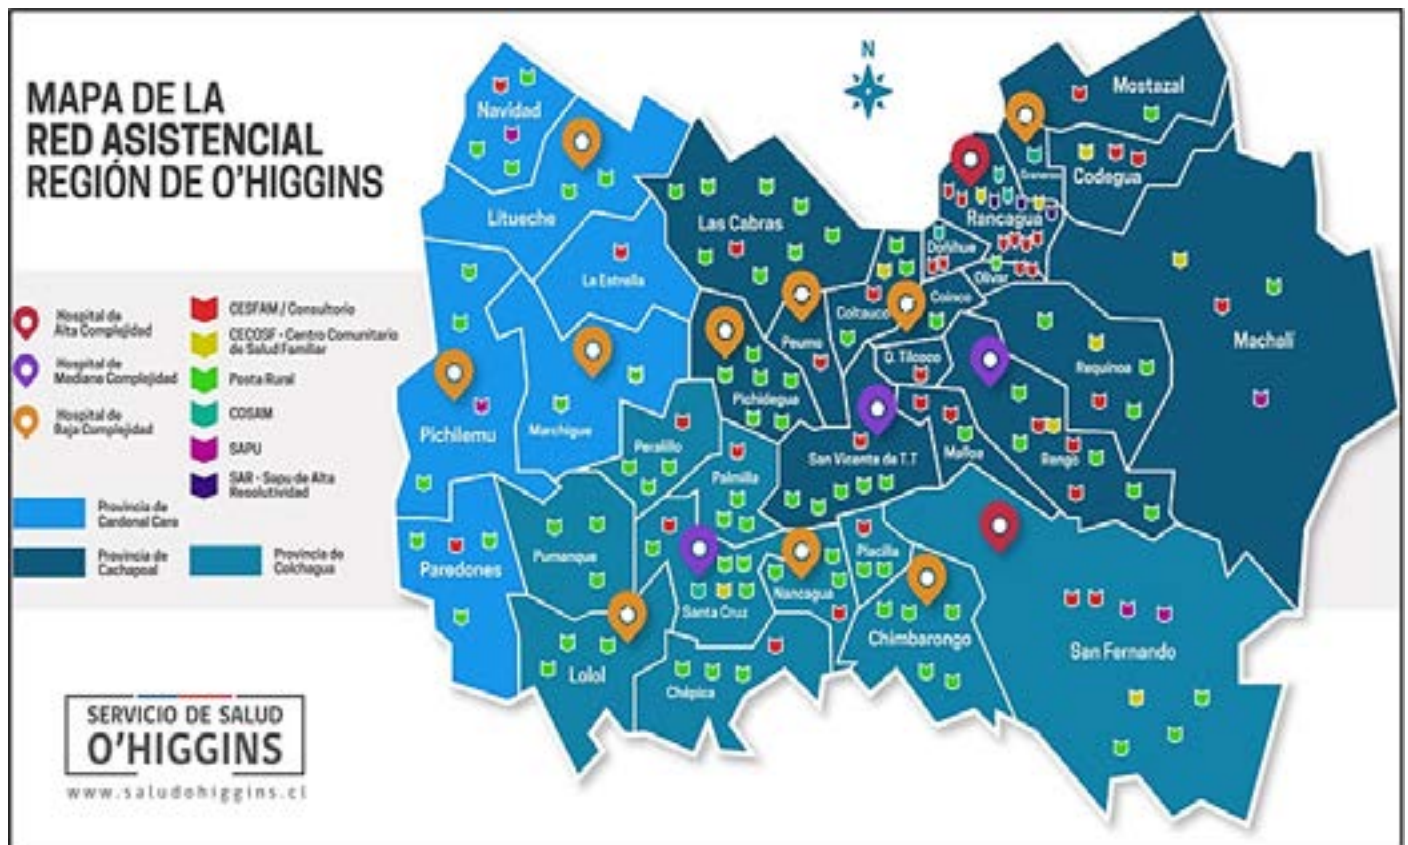 MAPA DE LA
RED ASISTENCIAL
REGIÓN DE O'HIGGINS
Hospital de
Alta Complejidad
Hospital de
Mediana Complejidad
Hospital de
Baja Complejidad
CESFAM / Consultorio
CECOSF - Centro Comunitario
de Salud Familiar
Posta Rural
COSAM
SAPU
SAR - Sapu de Alta
Resolutividad
Provincia de
Cardenal Caro
Provincia de
Cachapoal
Provincia de
Colchagua
SERVICIO DE SALUD
O'HIGGINS
www.saludohiggins.cl
N
Navidad
Litueche
La Estrella
Marchigue
Pichilemu
Paredones
Las Cabras
Peumo
Pichidegua
Coltauco
Doñihue
Coinco
Olivar
Rancagua
Graneros
Mostazal
Codegua
Machalí
Requinoa
Rengo
Malloa
Q. Tilcoco
San Vicente de T.T
Peralillo
Palmilla
Pumanque
Santa Cruz
Nancagua
Placilla
Lolol
Chépica
Chimbarongo
San Fernando